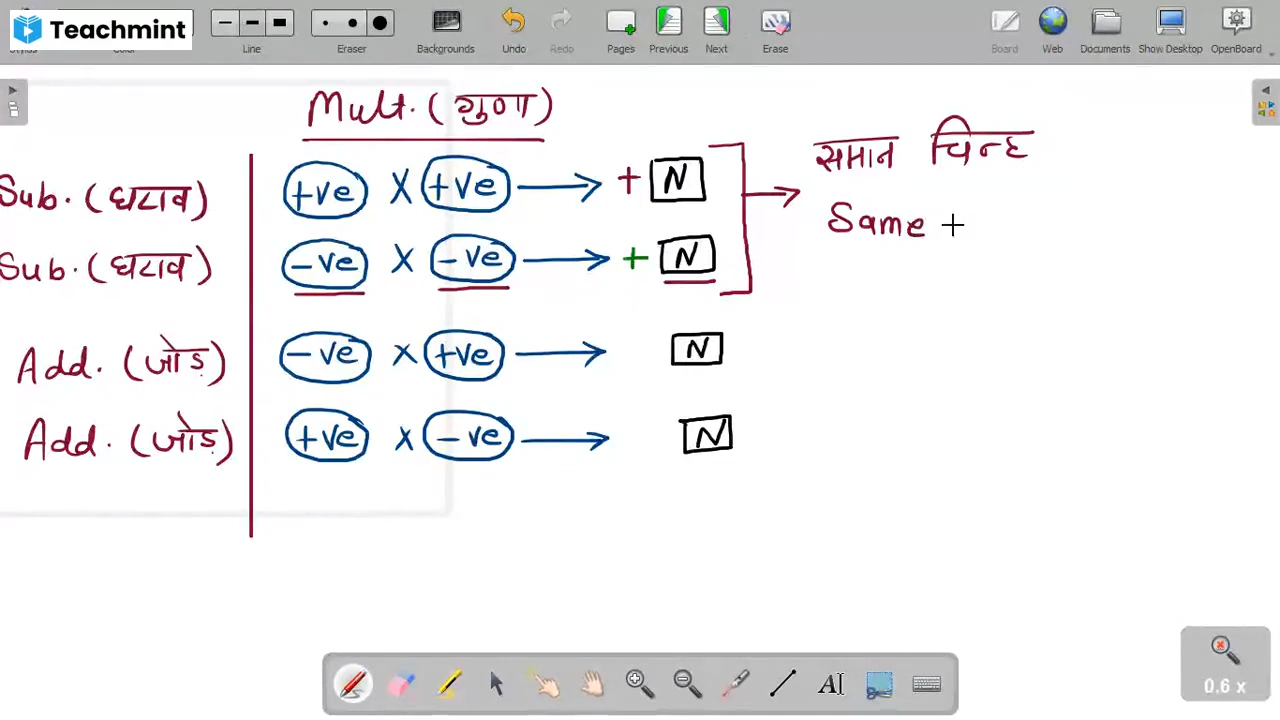 Teachmint
Color
Line
Eraser
Backgrounds
Undo
Redo
Pages
Previous
Next
Erase
Board
Web
Documents
Show Desktop
OpenBoard
Mult. (गुणा)
समान चिन्ह
Sub. (घटाव) +ve X +ve → + N
Same
Sub. (घटाव) -ve X -ve → + N
Add. (जोड) -ve x +ve → N
Add. (जोड) +ve x -ve → N
0.6 x